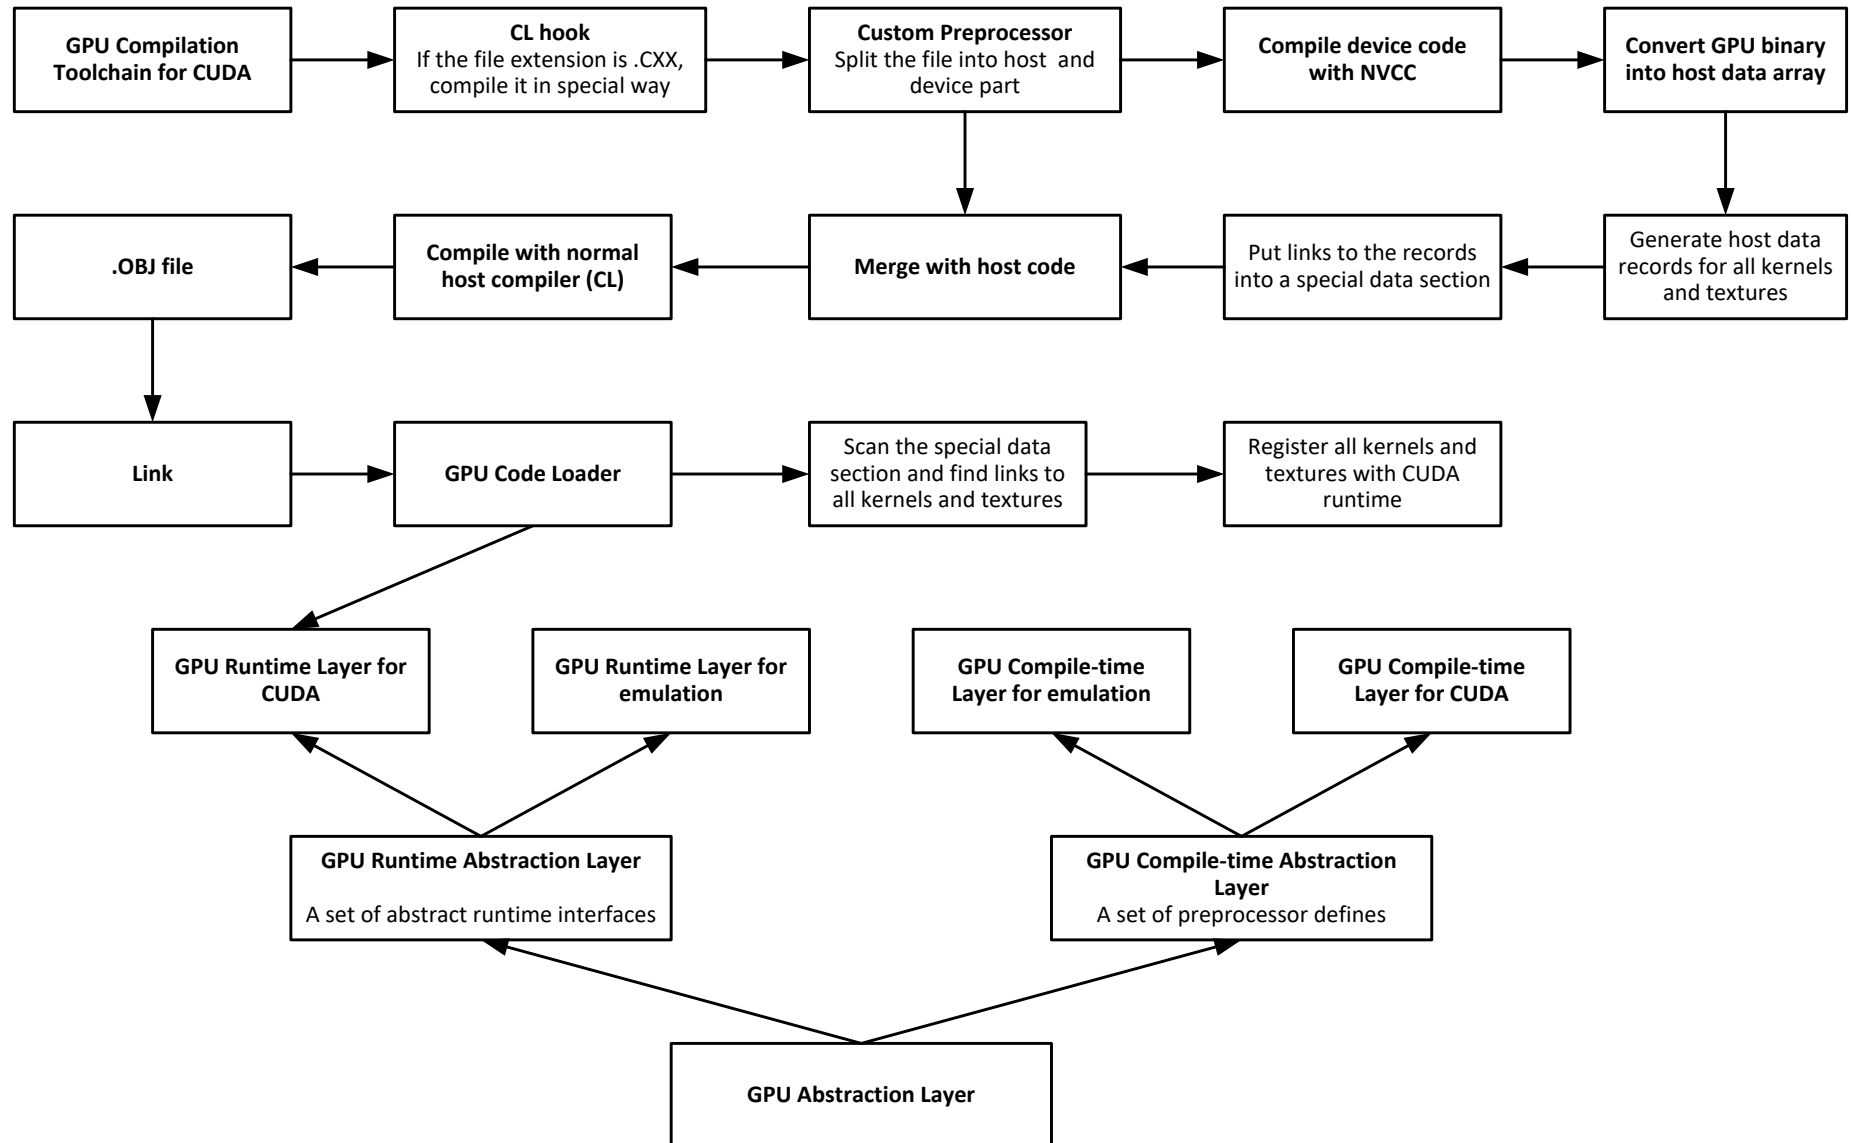 GPU Compilation
Toolchain for CUDA
CL hook
If the file extension is .CXX,
compile it in special way
Custom Preprocessor
Split the file into host and
device part
Compile device code
with NVCC
Convert GPU binary
into host data array
.OBJ file
Compile with normal
host compiler (CL)
Merge with host code
Put links to the records
into a special data section
Generate host data
records for all kernels
and textures
Link
GPU Code Loader
Scan the special data
section and find links to
all kernels and textures
Register all kernels and
textures with CUDA
runtime
GPU Runtime Layer for
CUDA
GPU Runtime Layer for
emulation
GPU Compile-time
Layer for emulation
GPU Compile-time
Layer for CUDA
GPU Runtime Abstraction Layer
A set of abstract runtime interfaces
GPU Compile-time Abstraction
Layer
A set of preprocessor defines
GPU Abstraction Layer